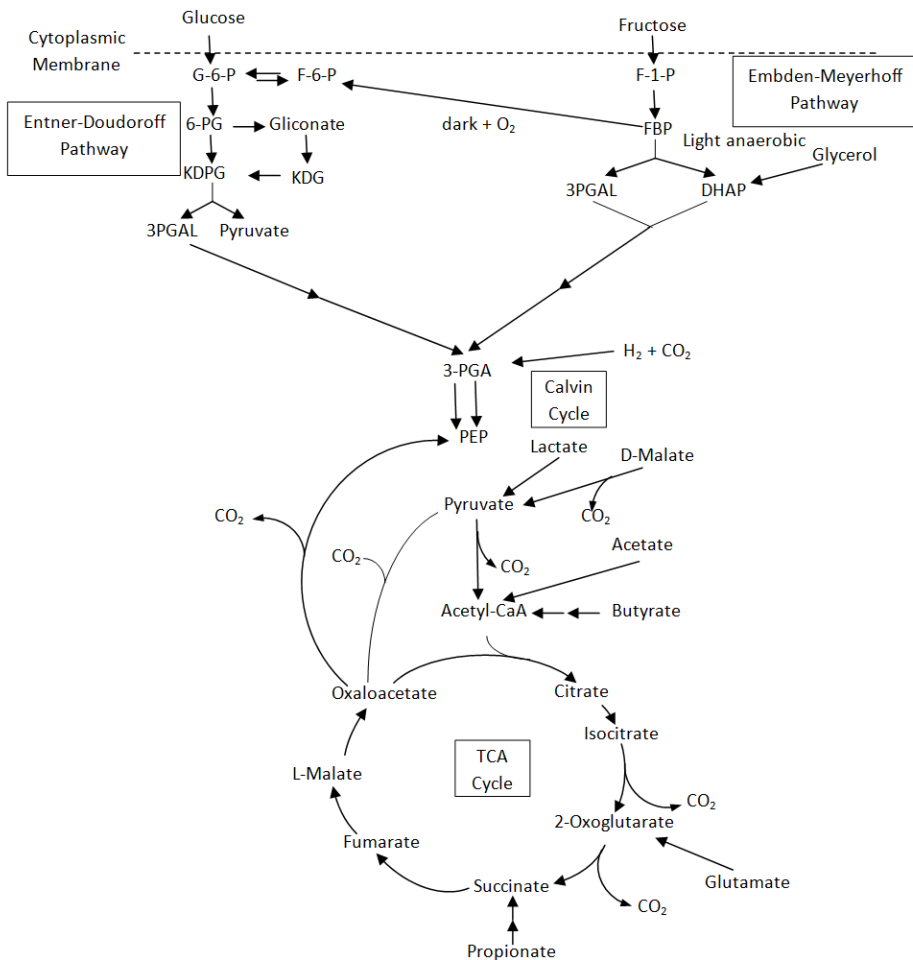 Glucose
Fructose
Cytoplasmic
Membrane
G-6-P
F-6-P
F-1-P
Embden-Meyerhoff
Pathway
Entner-Doudoroff
Pathway
6-PG
Gliconate
dark + O₂
FBP
Light anaerobic
Glycerol
KDPG
KDG
3PGAL
DHAP
3PGAL
Pyruvate
H₂ + CO₂
3-PGA
Calvin
Cycle
PEP
Lactate
D-Malate
Pyruvate
CO₂
CO₂
CO₂
CO₂
Acetate
Acetyl-CaA
Butyrate
Oxaloacetate
Citrate
Isocitrate
TCA
Cycle
L-Malate
CO₂
2-Oxoglutarate
Fumarate
Glutamate
Succinate
CO₂
Propionate